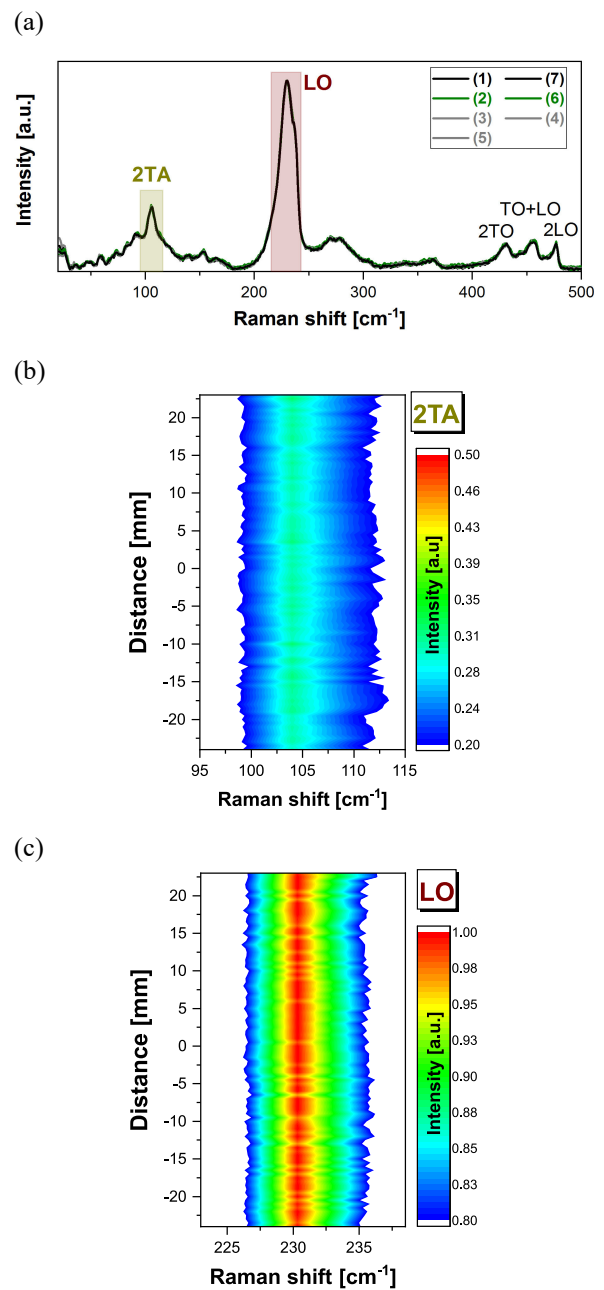 (a)
Intensity [a.u.]
LO
2TA
(1) (7)
(2) (6)
(3) (4)
(5)
TO+LO
2TO 2LO
100 200 300 400 500
Raman shift [cm⁻¹]
(b)
2TA
Distance [mm]
20
15
10
5
0
-5
-10
-15
-20
95 100 105 110 115
Raman shift [cm⁻¹]
Intensity [a.u]
0.50
0.46
0.43
0.39
0.35
0.31
0.28
0.24
0.20
(c)
LO
Distance [mm]
20
15
10
5
0
-5
-10
-15
-20
225 230 235
Raman shift [cm⁻¹]
Intensity [a.u.]
1.00
0.98
0.95
0.93
0.90
0.88
0.85
0.83
0.80